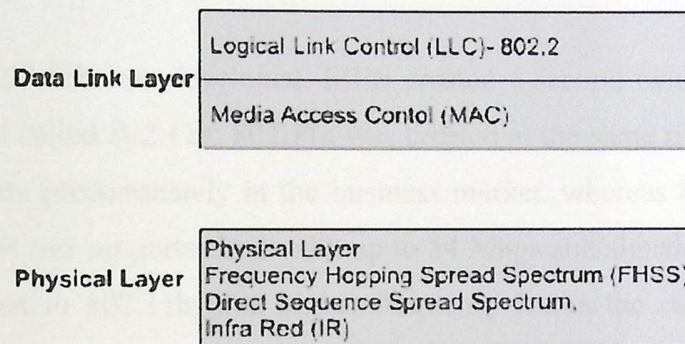 Logical Link Control (LLC)- 802.2
Data Link Layer
Media Access Contol (MAC)
Physical Layer
Physical Layer
Frequency Hopping Spread Spectrum (FHSS)
Direct Sequence Spread Spectrum,
Infra Red (IR)